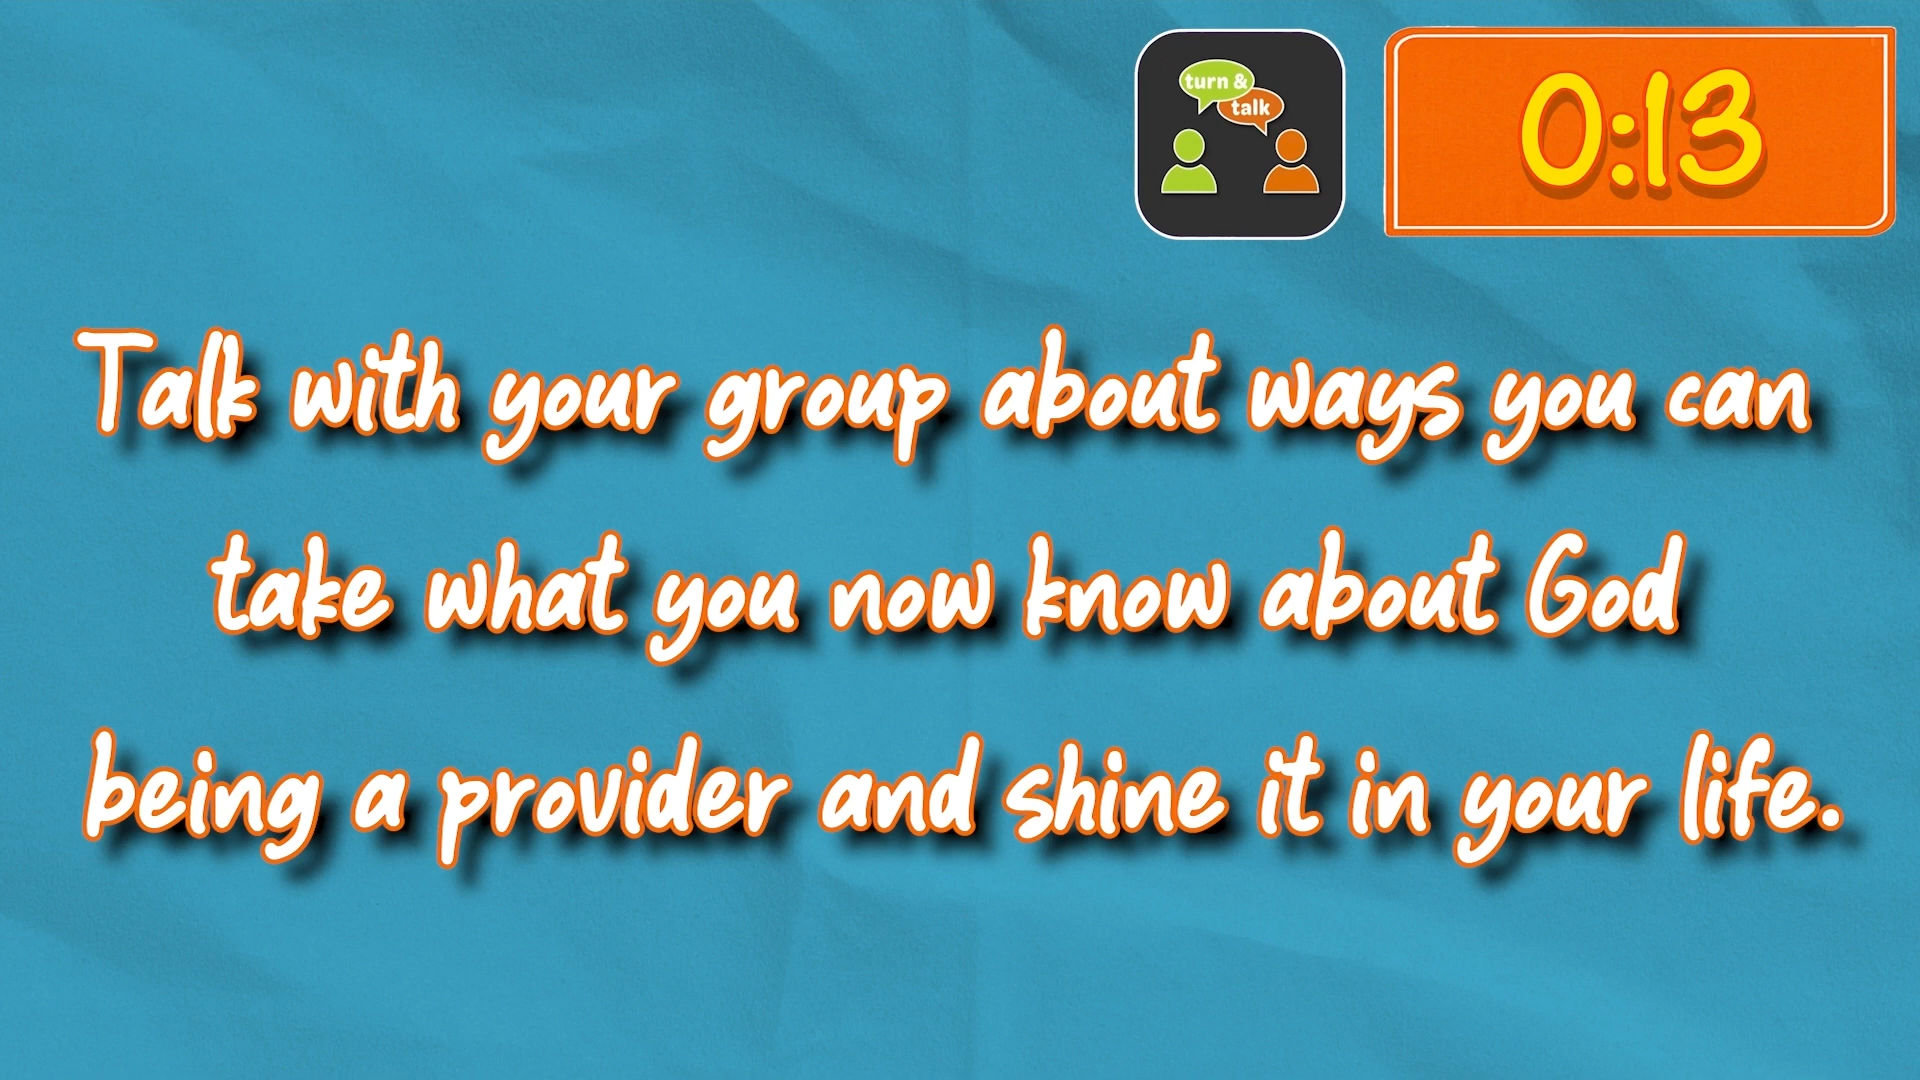 turn &
talk
0:13
Talk with your group about ways you can
take what you now know about God
being a provider and shine it in your life.